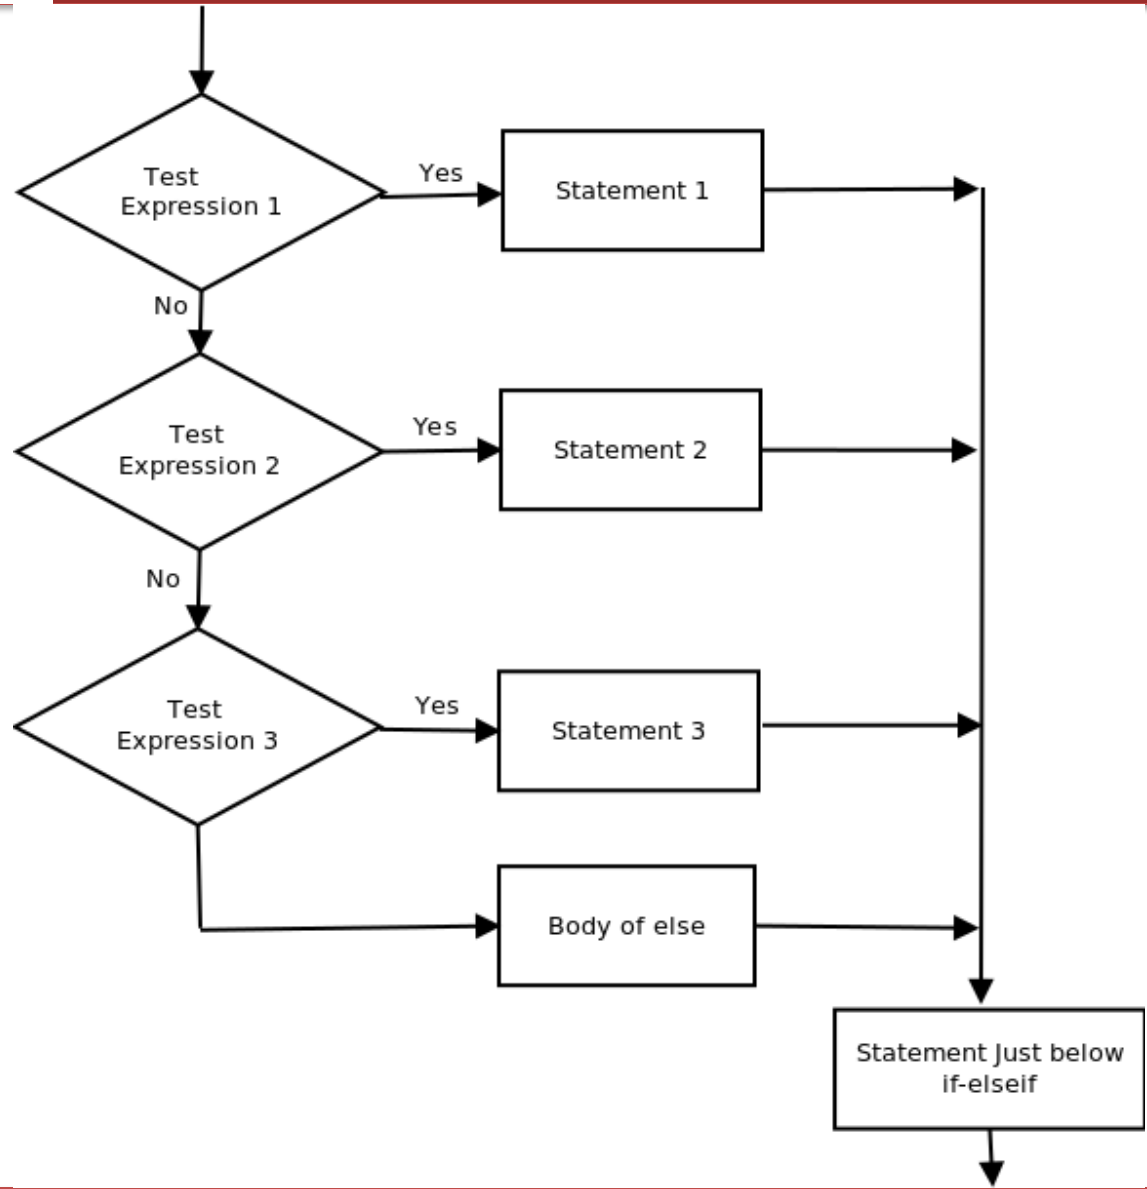 Test
Expression 1
Yes
Statement 1
No
Test
Expression 2
Yes
Statement 2
No
Test
Expression 3
Yes
Statement 3
Body of else
Statement Just below
if-elseif